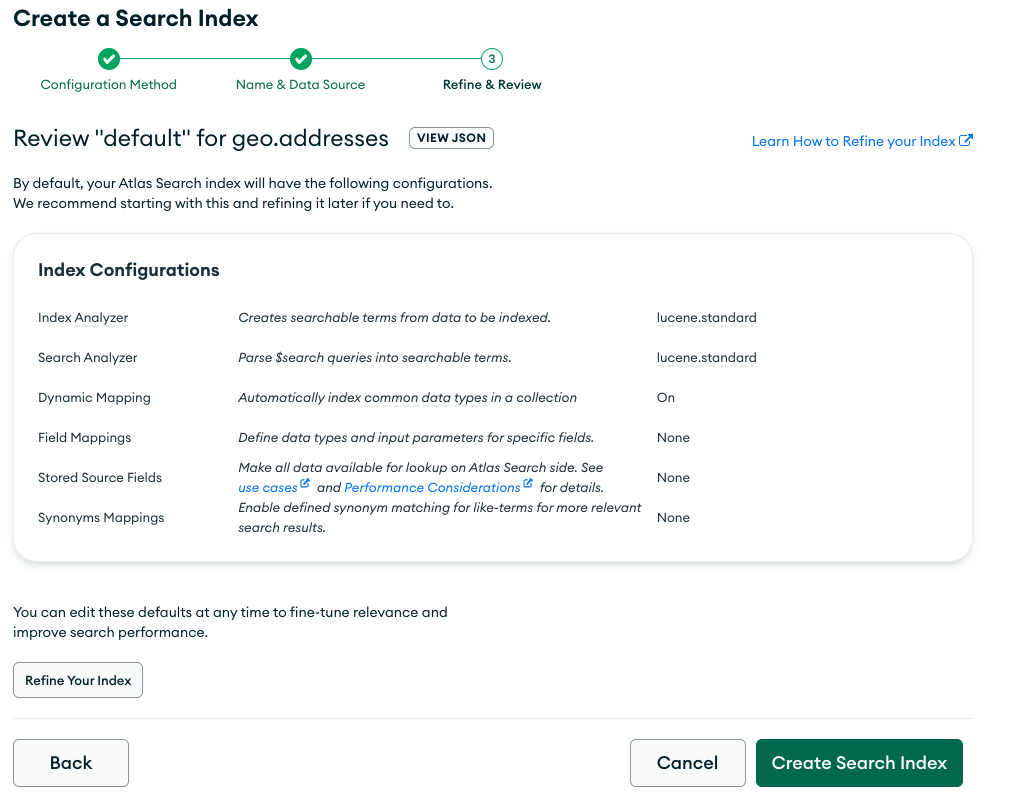 Create a Search Index
3
Configuration Method
Name & Data Source
Refine & Review
Review "default" for geo.addresses
VIEW JSON
Learn How to Refine your Index
By default, your Atlas Search index will have the following configurations.
We recommend starting with this and refining it later if you need to.
Index Configurations
Index Analyzer
Creates searchable terms from data to be indexed.
lucene.standard
Search Analyzer
Parse $search queries into searchable terms.
lucene.standard
Dynamic Mapping
Automatically index common data types in a collection
On
Field Mappings
Define data types and input parameters for specific fields.
None
Stored Source Fields
Make all data available for lookup on Atlas Search side. See
use cases and Performance Considerations for details.
None
Synonyms Mappings
Enable defined synonym matching for like-terms for more relevant
search results.
None
You can edit these defaults at any time to fine-tune relevance and
improve search performance.
Refine Your Index
Back
Cancel
Create Search Index